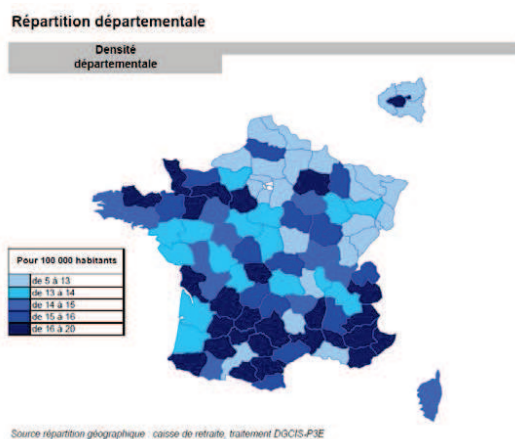 Répartition départementale
Densité
départementale
Pour 100 000 habitants
de 5 à 13
de 13 à 14
de 14 à 15
de 15 à 16
de 16 à 20
Source répartition géographique : caisse de retraite, traitement DGCIS-P3E